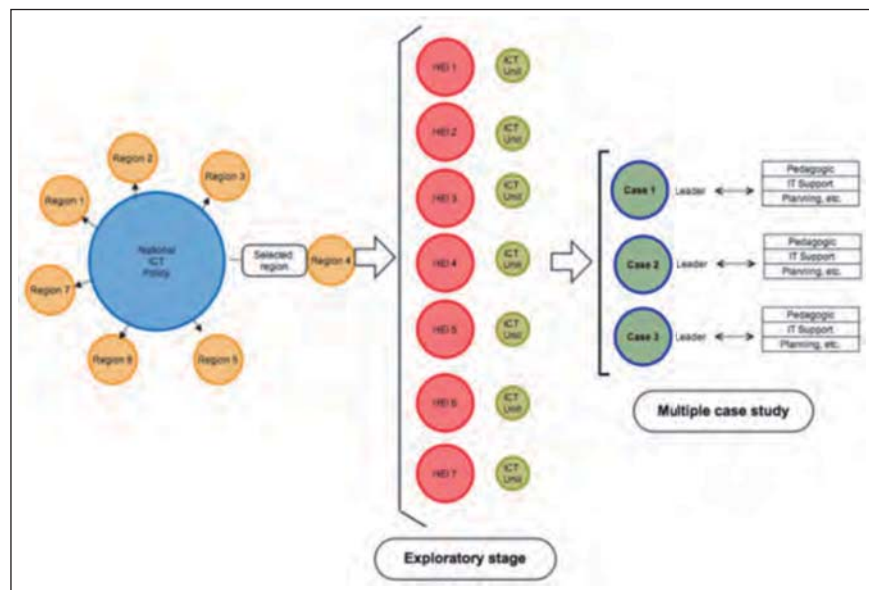 Region 2
Region 3
Region 1
National
ICT
Policy
Selected
region
Region 4
Region 7
Region 6
Region 5
HEI 1
ICT
Unit
HEI 2
ICT
Unit
HEI 3
ICT
Unit
HEI 4
ICT
Unit
HEI 5
ICT
Unit
HEI 6
ICT
Unit
HEI 7
ICT
Unit
Exploratory stage
Case 1
Leader
Pedagogic
IT Support
Planning, etc.
Case 2
Leader
Pedagogic
IT Support
Planning, etc.
Case 3
Leader
Pedagogic
IT Support
Planning, etc.
Multiple case study